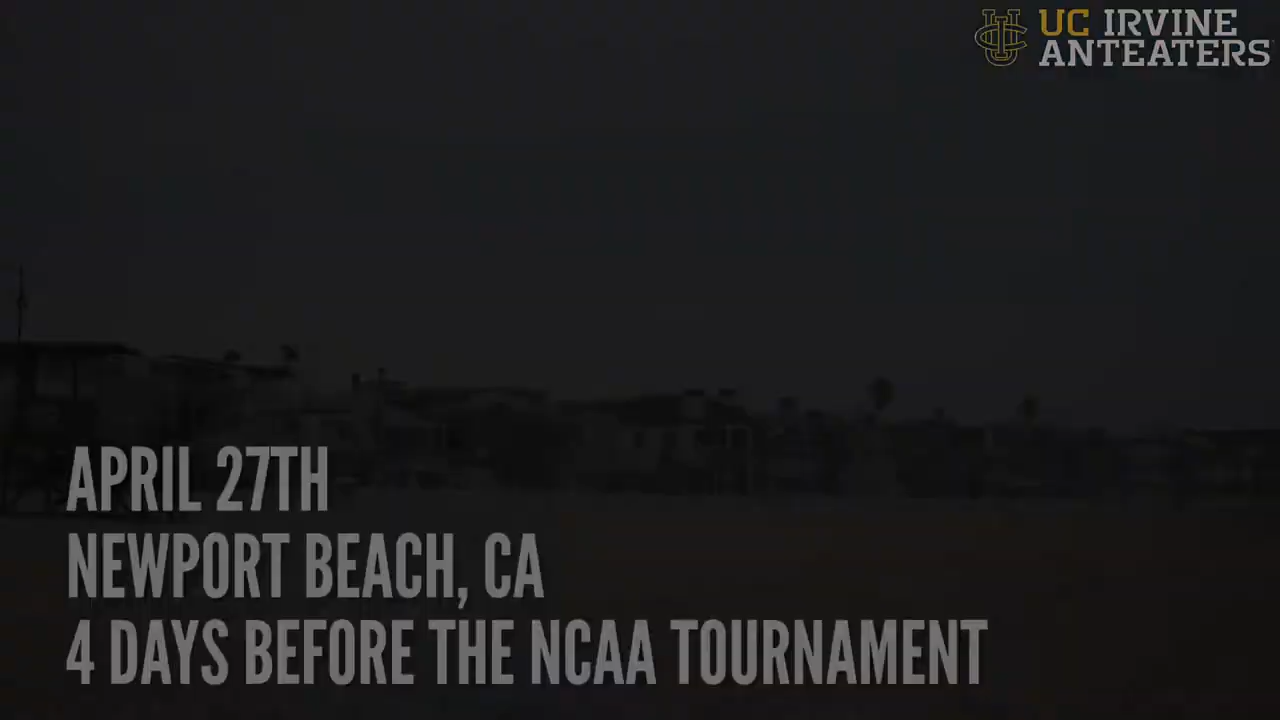 UC IRVINE
ANTEATERS
APRIL 27TH
NEWPORT BEACH, CA
4 DAYS BEFORE THE NCAA TOURNAMENT